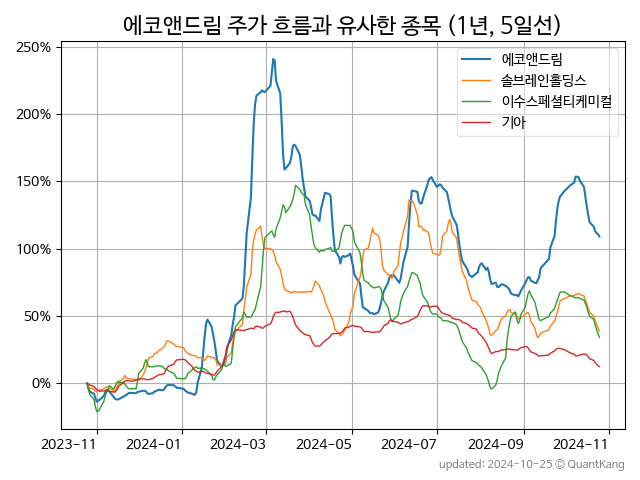 에코앤드림 주가 흐름과 유사한 종목 (1년, 5일선)
250%
200%
150%
100%
50%
0%
에코앤드림
솔브레인홀딩스
이수스페셜티케미컬
기아
2023-11 2024-01 2024-03 2024-05 2024-07 2024-09 2024-11
updated: 2024-10-25 © QuantKang